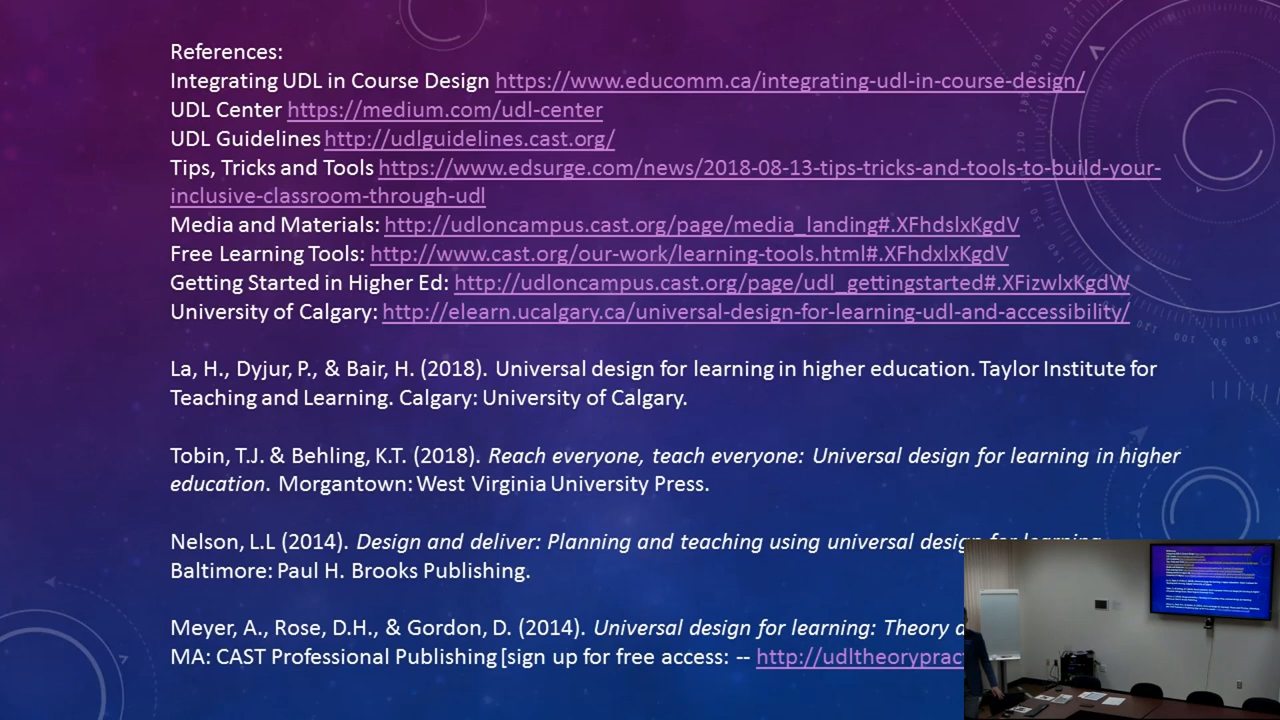 References:
Integrating UDL in Course Design https://www.educomm.ca/integrating-udl-in-course-design/
UDL Center https://medium.com/udl-center
UDL Guidelines http://udlguidelines.cast.org/
Tips, Tricks and Tools https://www.edsurge.com/news/2018-08-13-tips-tricks-and-tools-to-build-your-
inclusive-classroom-through-udl
Media and Materials: http://udloncampus.cast.org/page/media_landing#.XFhdslxKgdV
Free Learning Tools: http://www.cast.org/our-work/learning-tools.html#.XFhdxlxKgdV
Getting Started in Higher Ed: http://udloncampus.cast.org/page/udl_gettingstarted#.XFizwlxKgdW
University of Calgary: http://elearn.ucalgary.ca/universal-design-for-learning-udl-and-accessibility/
La, H., Dyjur, P., & Bair, H. (2018). Universal design for learning in higher education. Taylor Institute for
Teaching and Learning. Calgary: University of Calgary.
Tobin, T.J. & Behling, K.T. (2018). Reach everyone, teach everyone: Universal design for learning in higher
education. Morgantown: West Virginia University Press.
Nelson, L.L (2014). Design and deliver: Planning and teaching using universal design for learning.
Baltimore: Paul H. Brooks Publishing.
Meyer, A., Rose, D.H., & Gordon, D. (2014). Universal design for learning: Theory
MA: CAST Professional Publishing [sign up for free access: -- http://udltheoryprac